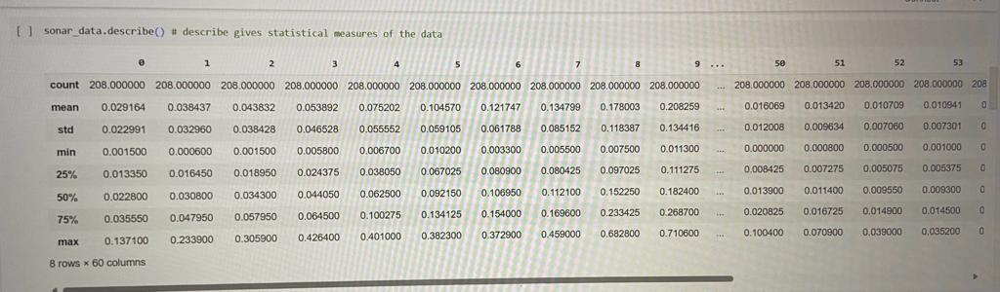 [ ] sonar_data.describe() # describe gives statistical measures of the data
0 1 2 3 4 5 6 7 8 9 ... 50 51 52 53
count 208.000000 208.000000 208.000000 208.000000 208.000000 208.000000 208.000000 208.000000 208.000000 208.000000 ... 208.000000 208.000000 208.000000 208.000000 208
mean 0.029164 0.038437 0.043832 0.053892 0.075202 0.104570 0.121747 0.134799 0.178003 0.208259 ... 0.016069 0.013420 0.010709 0.010941 0
std 0.022991 0.032960 0.038428 0.046528 0.055552 0.059105 0.061788 0.085152 0.118387 0.134416 ... 0.012008 0.009634 0.007060 0.007301 0
min 0.001500 0.000600 0.001500 0.005800 0.006700 0.010200 0.003300 0.005500 0.007500 0.011300 ... 0.000000 0.000800 0.000500 0.001000 0
25% 0.013350 0.016450 0.018950 0.024375 0.038050 0.067025 0.080900 0.080425 0.097025 0.111275 ... 0.008425 0.007275 0.005075 0.005375 0
50% 0.022800 0.030800 0.034300 0.044050 0.062500 0.092150 0.106950 0.112100 0.152250 0.182400 ... 0.013900 0.011400 0.009550 0.009300 0
75% 0.035550 0.047950 0.057950 0.064500 0.100275 0.134125 0.154000 0.169600 0.233425 0.268700 ... 0.020825 0.016725 0.014900 0.014500 0
max 0.137100 0.233900 0.305900 0.426400 0.401000 0.382300 0.372900 0.459000 0.682800 0.710600 ... 0.100400 0.070900 0.039000 0.035200 0
8 rows × 60 columns